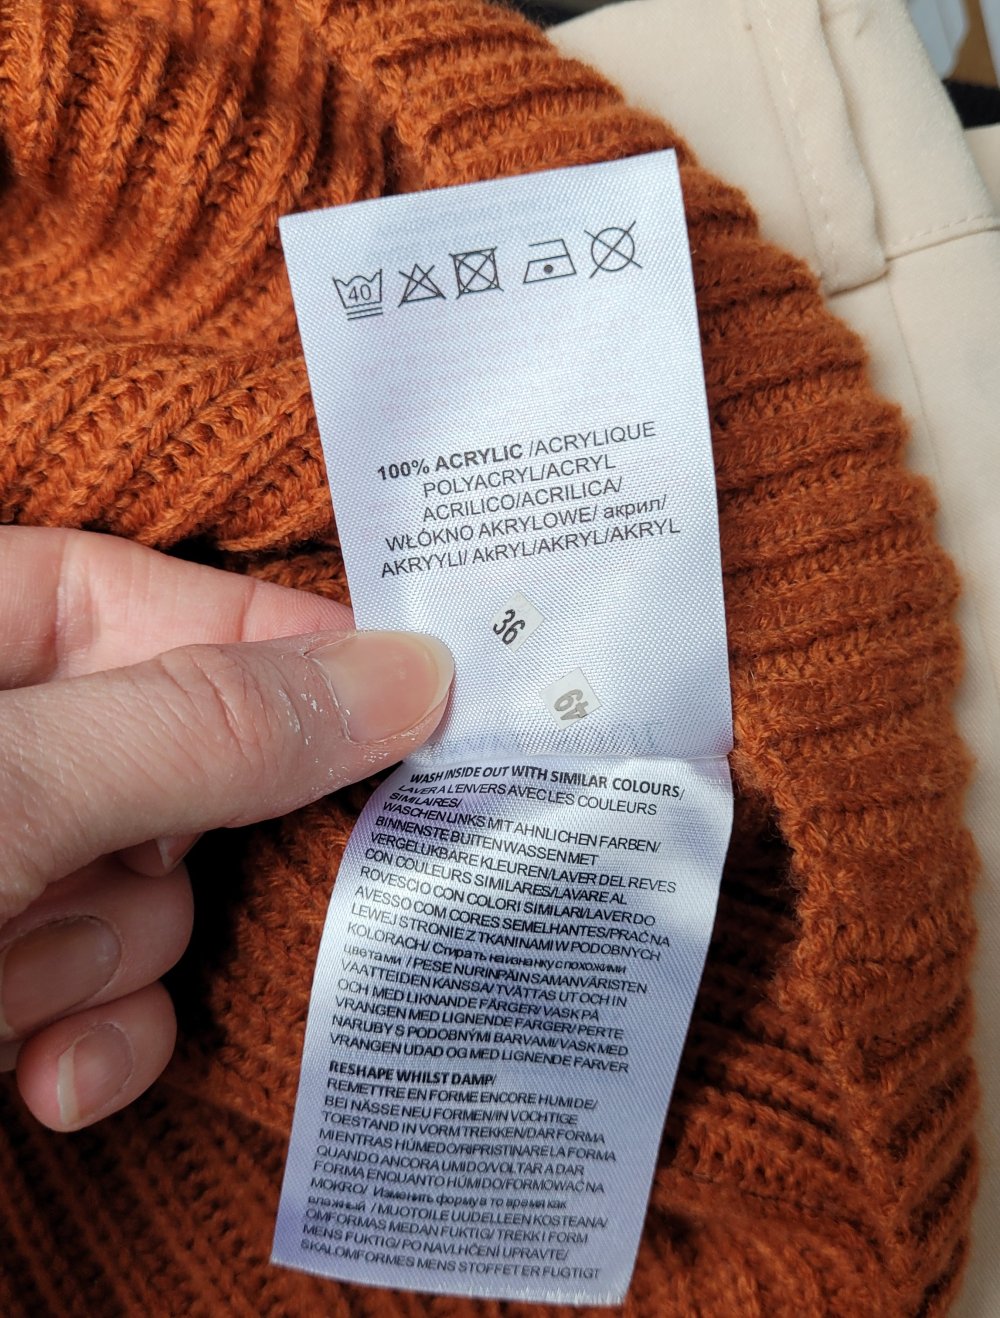 40
100% ACRYLIC /ACRYLIQUE
POLYACRYL/ACRYL
ACRILICO/ACRILICA/
WŁÓKNO AKRYLOWE/ акрил/
AKRYYLI/ AKRYL/AKRYL/AKRYL
36
49
WASH INSIDE OUT WITH SIMILAR COLOURS/
LAVER A L'ENVERS AVEC LES COULEURS
SIMILAIRES/
WASCHEN LINKS MIT AHNLICHEN FARBEN/
BINNENSTE BUITEN WASSEN MET
VERGELIJKBARE KLEUREN/LAVER DEL REVES
CON COULEURS SIMILARES/LAVARE AL
ROVESCIO CON COLORI SIMILARI/LAVER DO
AVESSO COM CORES SEMELHANTES/PRAĆ NA
LEWEJ STRONIE Z TKANINAMI W PODOBNYCH
KOLORACH/ Стирать наизнанку с похожими
цветами / PESE NURINPÄIN SAMANVÄRISTEN
VAATTEIDEN KANSSA/ TVÄTTAS UT OCH IN
OCH MED LIKNANDE FÄRGER/ VASK PÅ
VRANGEN MED LIGNENDE FARGER/ PERTE
NARUBY S PODOBNÝMI BARVAMI/VASK MED
VRANGEN UDAD OG MED LIGNENDE FARVER
RESHAPE WHILST DAMP/
REMETTRE EN FORME ENCORE HUMIDE/
BEI NÄSSE NEU FORMEN/IN VOCHTIGE
TOESTAND IN VORM TREKKEN/DAR FORMA
MIENTRAS HÚMEDO/RIPRISTINARE LA FORMA
QUANDO ANCORA UMIDO/VOLTAR A DAR
FORMA ENQUANTO HÚMIDO/FORMOWAĆ NA
MOKRO/ Изменить форму в то время как
влажный / MUOTOILE UUDELLEEN KOSTEANA/
OMFORMAS MEDAN FUKTIG/ TREKK I FORM
MENS FUKTIG/ PO NAVLHČENÍ UPRAVTE/
SKAL OMFORMES MENS STOFFET ER FUGTIGT